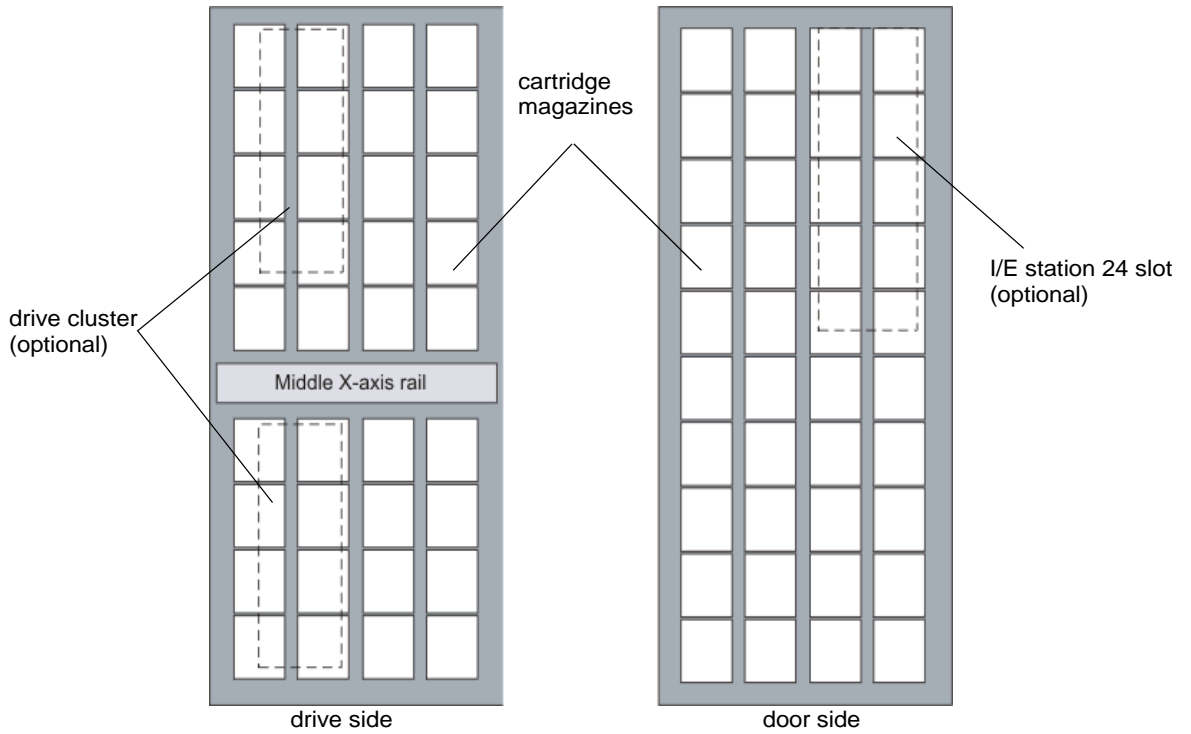 cartridge
magazines
I/E station 24 slot
(optional)
drive cluster
(optional)
Middle X-axis rail
drive side
door side